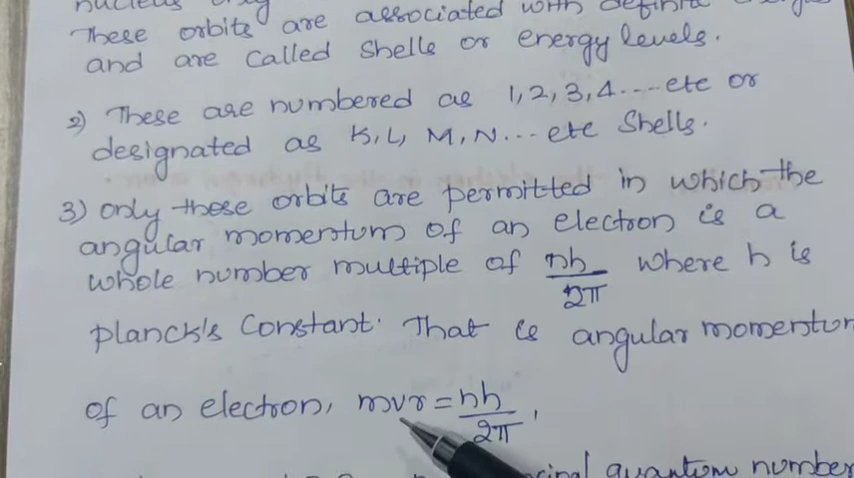 These orbits are associated with definite
and are called Shells or energy levels.
2) These are numbered as 1,2,3,4.....etc or
designated as K,L, M,N...etc Shells.
3) only those orbits are permitted in which the
angular momentum of an electron is a
whole number multiple of nh/2π where h is
planck's Constant. That is angular momentum
of an electron, mvr = nh/2π,
quantum number